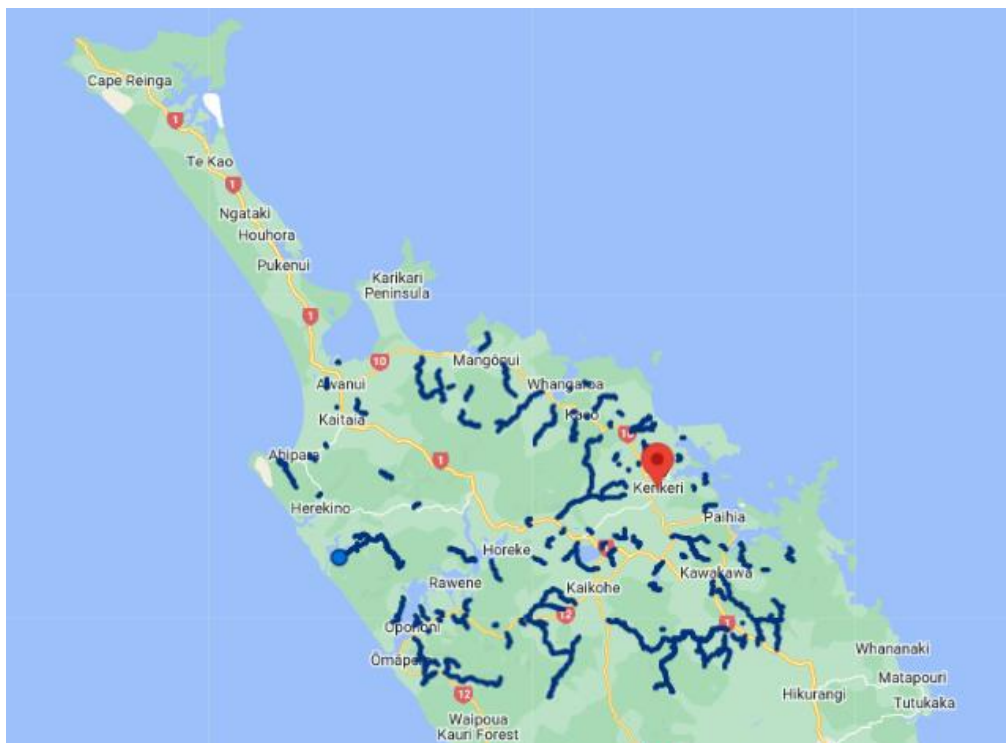 Cape Reinga
1
Te Kao
1
Ngataki
Houhora
Pukenui
Karikari
Peninsula
1
10
Mangōnui
Awanui
Whangaroa
Kaitaia
Kaeo
10
Ahipara
1
Kerikeri
Herekino
Paihia
Horeke
Kawakawa
Rawene
Kaikohe
12
Opononi
1
Ōmāpere
Whananaki
Matapouri
12
Hikurangi
Tutukaka
Waipoua
Kauri Forest